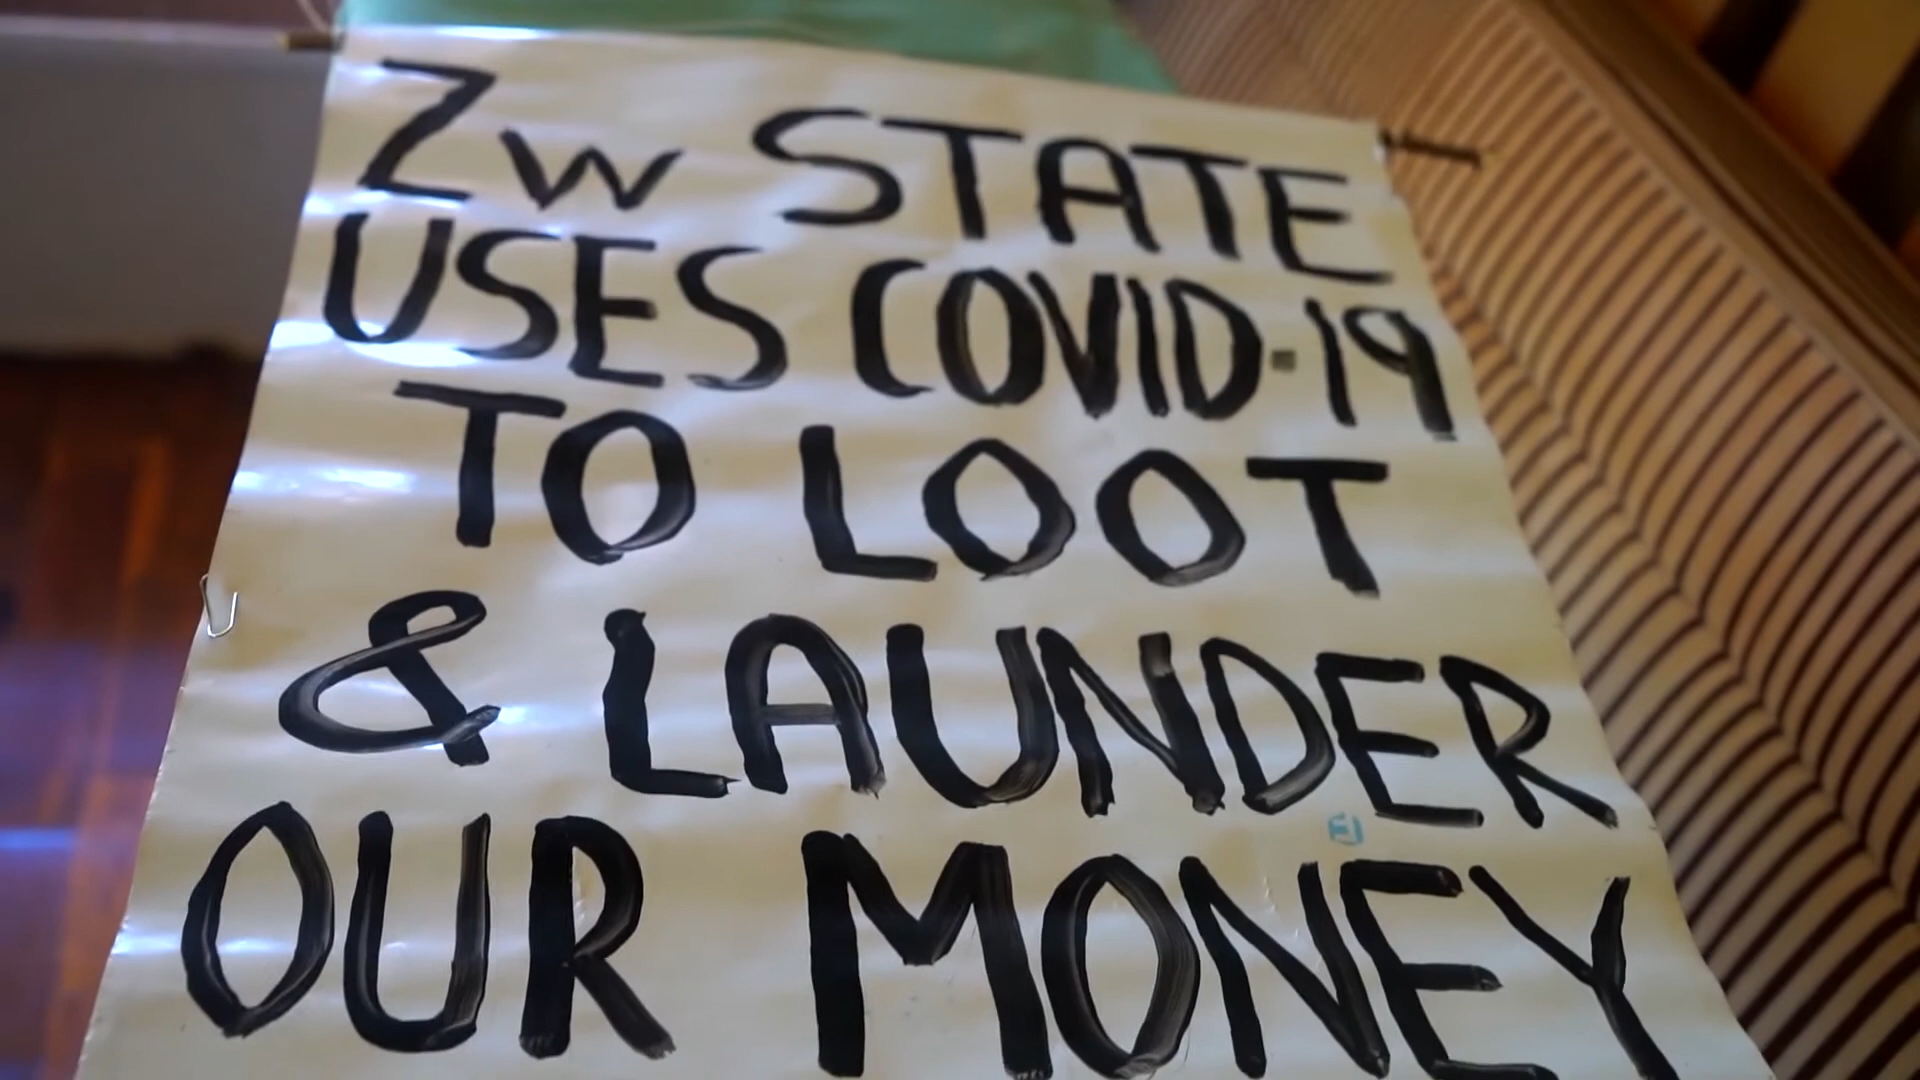 Zw STATE
USES COVID-19
TO LOOT
& LAUNDER
OUR MONEY